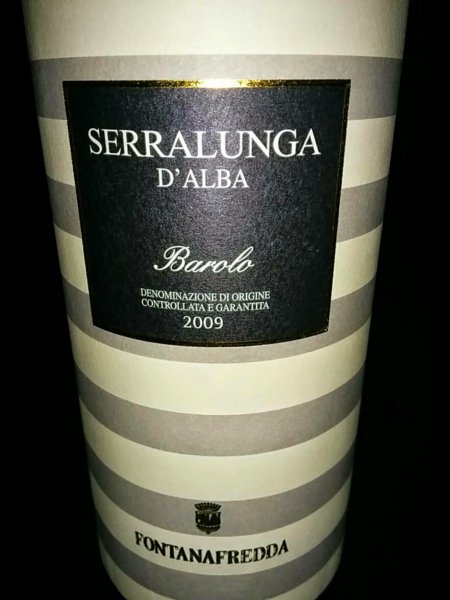 SERRALUNGA
D'ALBA
Barolo
DENOMINAZIONE DI ORIGINE
CONTROLLATA E GARANTITA
2009
FONTANAFREDDA